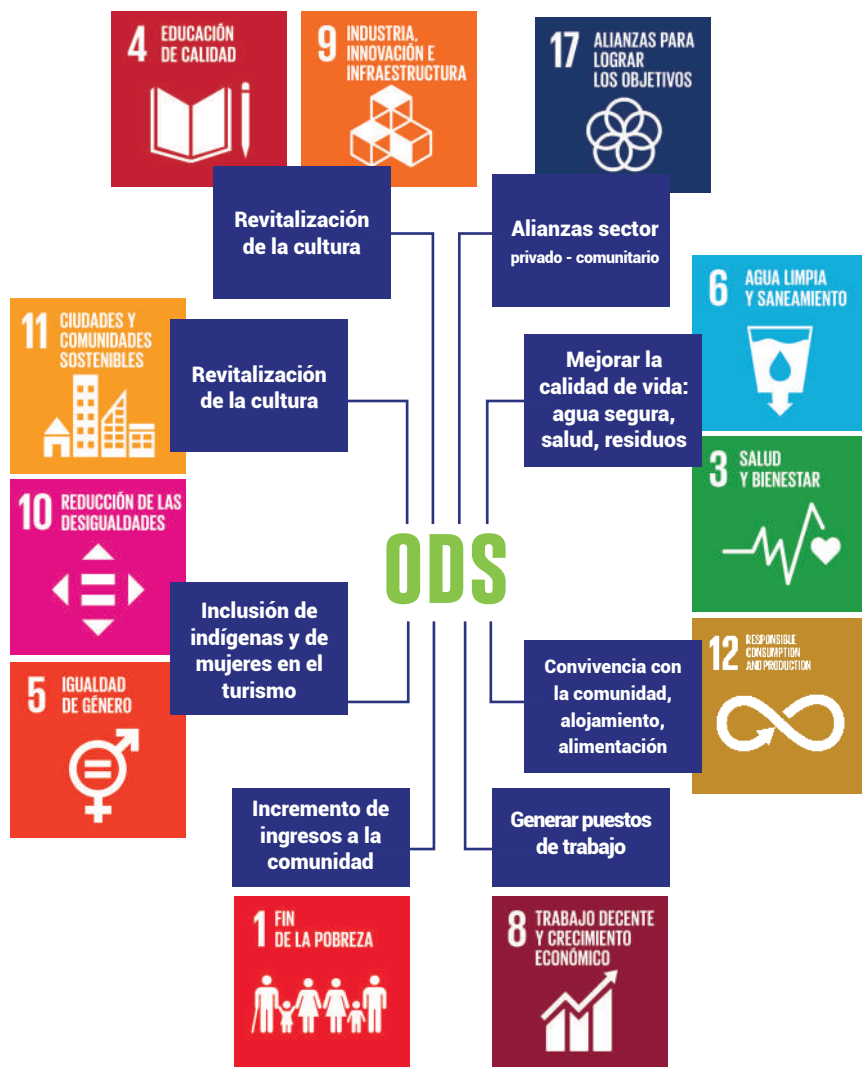 4 EDUCACIÓN
DE CALIDAD
9 INDUSTRIA,
INNOVACIÓN E
INFRAESTRUCTURA
17 ALIANZAS PARA
LOGRAR
LOS OBJETIVOS
Revitalización
de la cultura
Alianzas sector
privado - comunitario
6 AGUA LIMPIA
Y SANEAMIENTO
11 CIUDADES Y
COMUNIDADES
SOSTENIBLES
Revitalización
de la cultura
Mejorar la
calidad de vida:
agua segura,
salud, residuos
3 SALUD
Y BIENESTAR
10 REDUCCIÓN DE LAS
DESIGUALDADES
ODS
Inclusión de
indígenas y de
mujeres en el
turismo
12 RESPONSIBLE
CONSUMPTION
AND PRODUCTION
Convivencia con
la comunidad,
alojamiento,
alimentación
5 IGUALDAD
DE GÉNERO
Incremento de
ingresos a la
comunidad
Generar puestos
de trabajo
1 FIN
DE LA POBREZA
8 TRABAJO DECENTE
Y CRECIMIENTO
ECONÓMICO